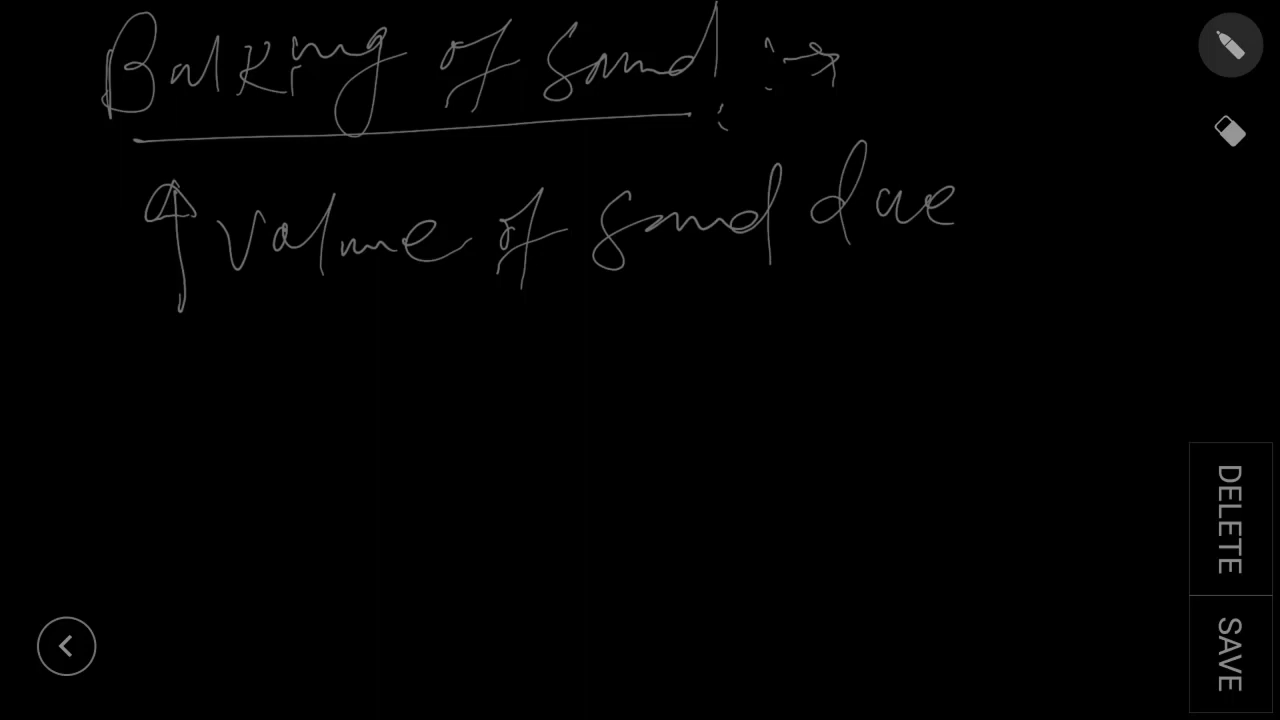 Bulking of Sand :→
↑ Volume of Sand due
DELETE
SAVE